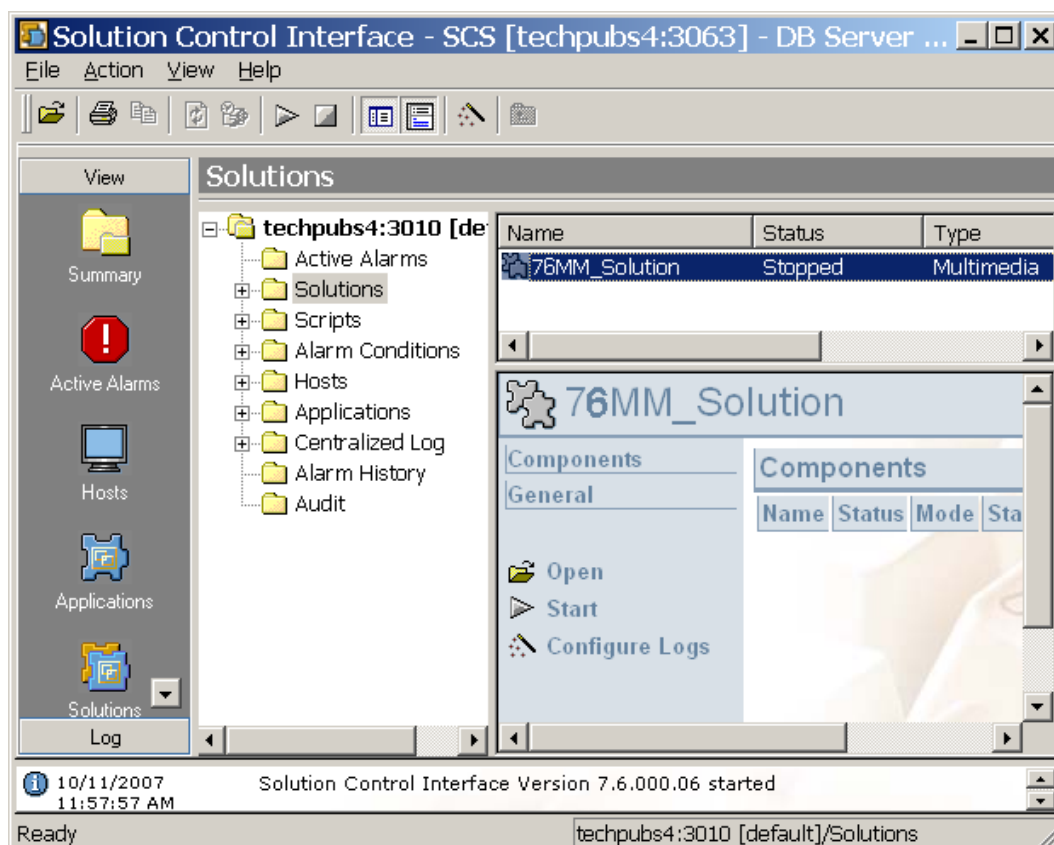 Solution Control Interface - SCS [techpubs4:3063] - DB Server ...
File Action View Help
View
Summary
Active Alarms
Hosts
Applications
Solutions
Log
Solutions
techpubs4:3010 [de
Active Alarms
Solutions
Scripts
Alarm Conditions
Hosts
Applications
Centralized Log
Alarm History
Audit
Name Status Type
76MM_Solution Stopped Multimedia
76MM_Solution
Components
General
Open
Start
Configure Logs
Components
Name Status Mode Sta
10/11/2007 Solution Control Interface Version 7.6.000.06 started
11:57:57 AM
Ready techpubs4:3010 [default]/Solutions